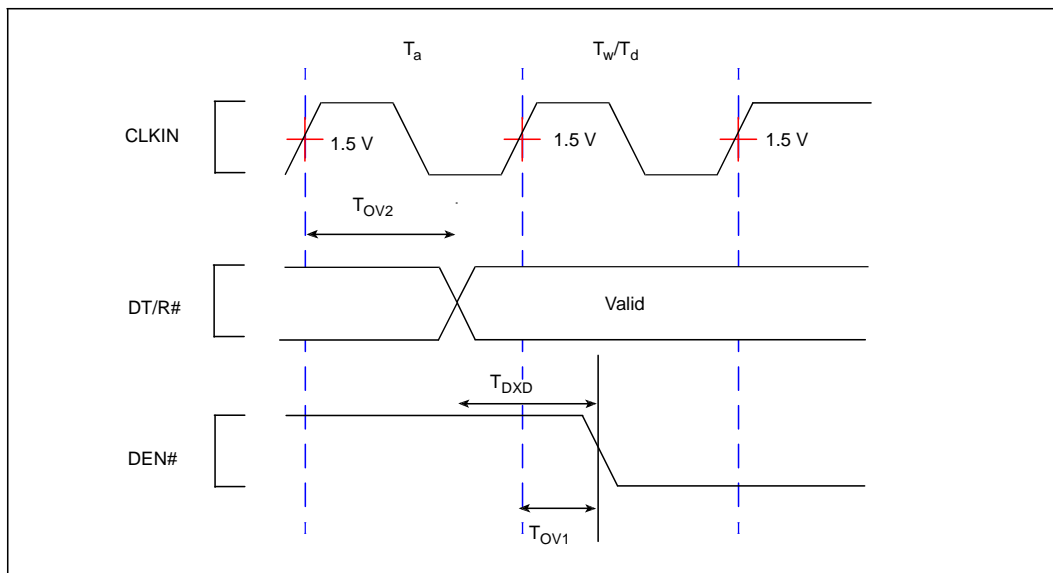 Ta Tw/Td
CLKIN 1.5 V 1.5 V 1.5 V
TOV2
DT/R# Valid
TDXD
DEN#
TOV1